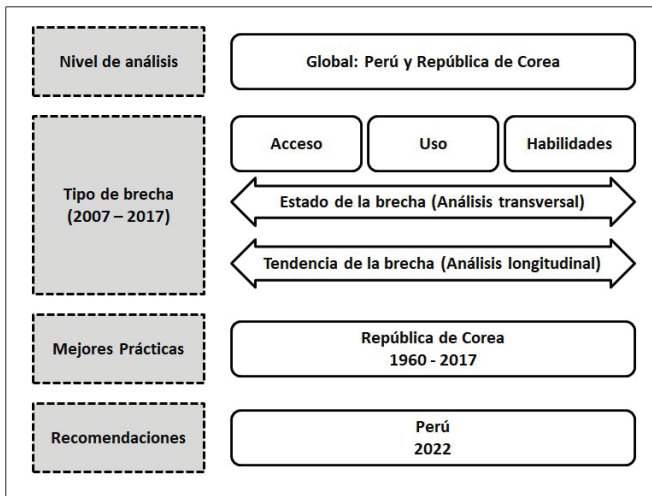 Nivel de análisis
Global: Perú y República de Corea
Tipo de brecha
(2007 – 2017)
Acceso
Uso
Habilidades
Estado de la brecha (Análisis transversal)
Tendencia de la brecha (Análisis longitudinal)
Mejores Prácticas
República de Corea
1960 - 2017
Recomendaciones
Perú
2022